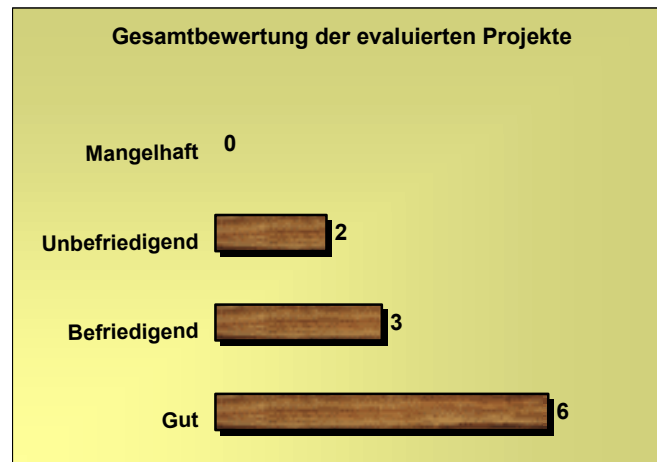 Gesamtbewertung der evaluierten Projekte
Mangelhaft 0
Unbefriedigend 2
Befriedigend 3
Gut 6